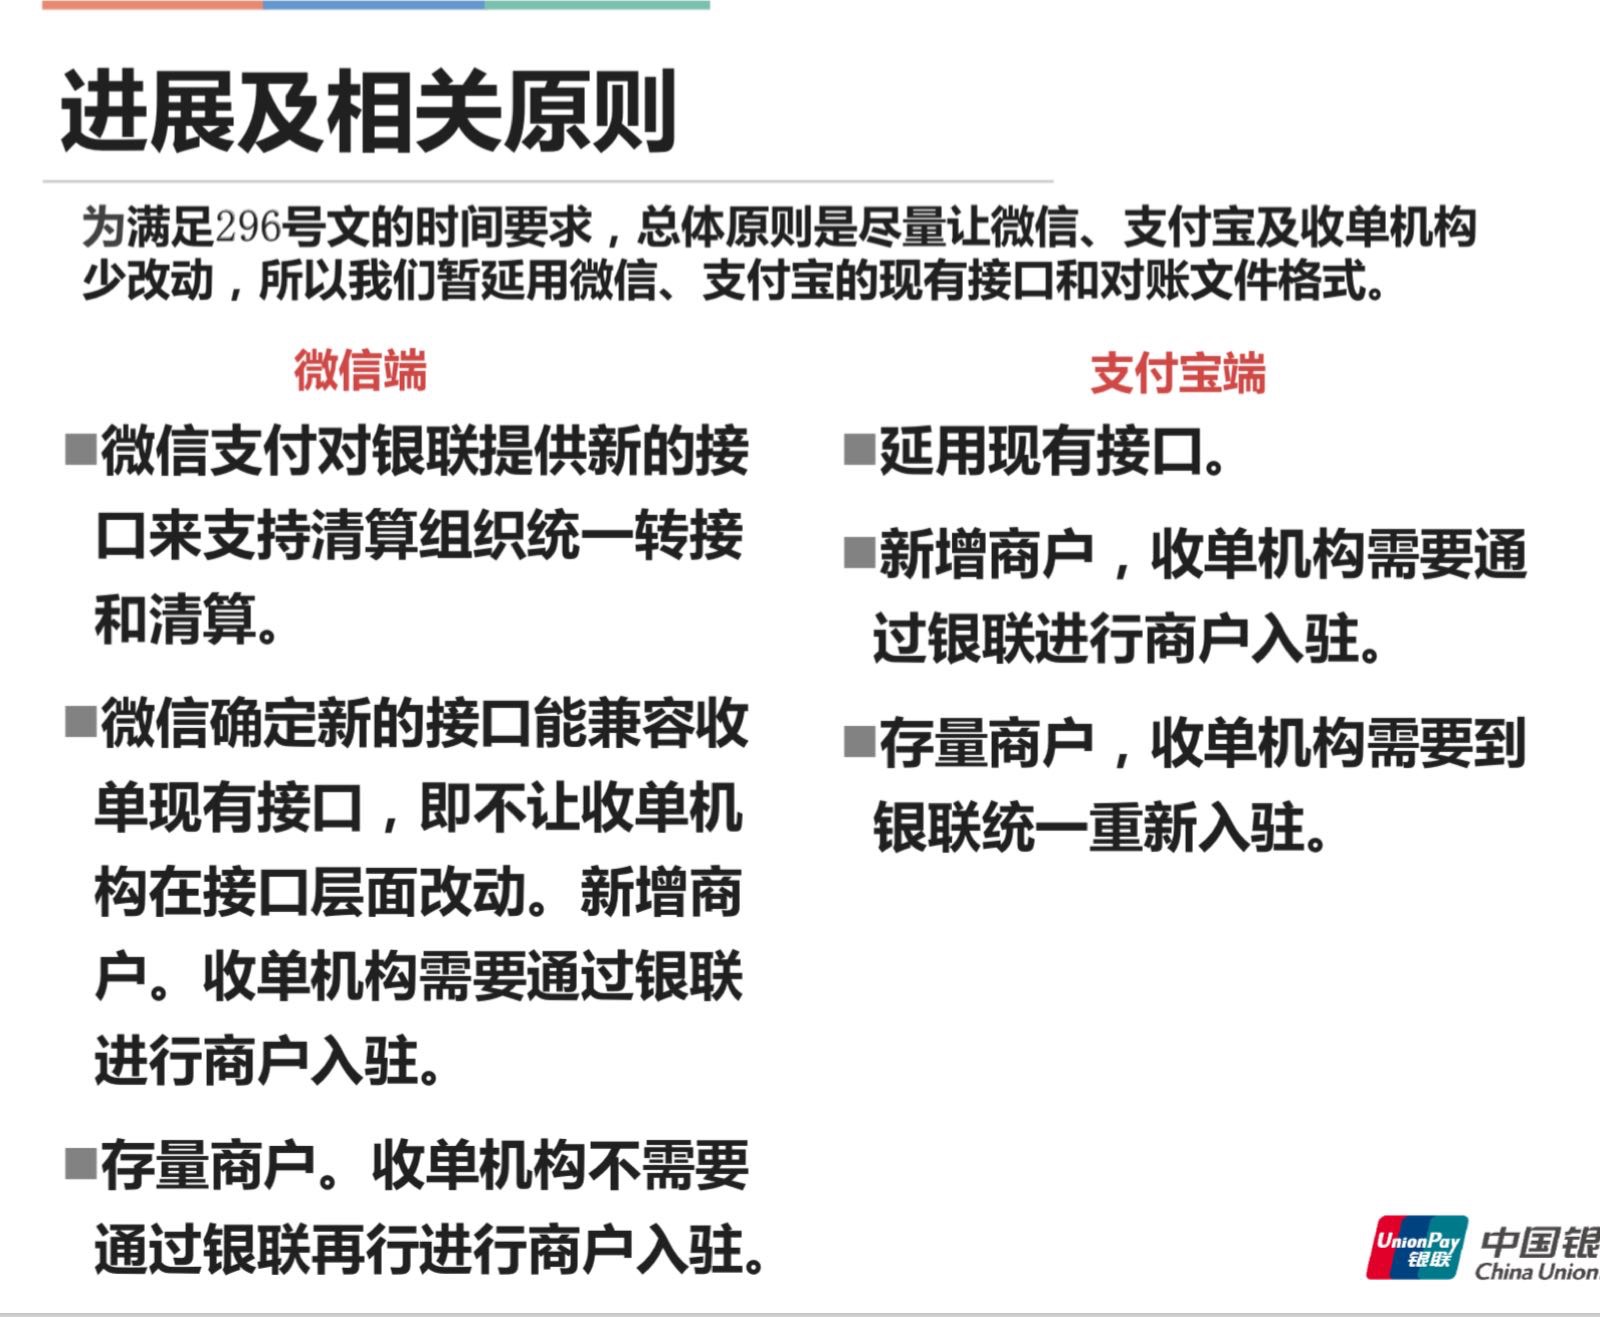 进展及相关原则
为满足296号文的时间要求，总体原则是尽量让微信、支付宝及收单机构
少改动，所以我们暂延用微信、支付宝的现有接口和对账文件格式。
微信端
■微信支付对银联提供新的接
口来支持清算组织统一转接
和清算。
■微信确定新的接口能兼容收
单现有接口，即不让收单机
构在接口层面改动。新增商
户。收单机构需要通过银联
进行商户入驻。
■存量商户。收单机构不需要
通过银联再行进行商户入驻。
支付宝端
■延用现有接口。
■新增商户，收单机构需要通
过银联进行商户入驻。
■存量商户，收单机构需要到
银联统一重新入驻。
UnionPay
银联
中国银
China Union